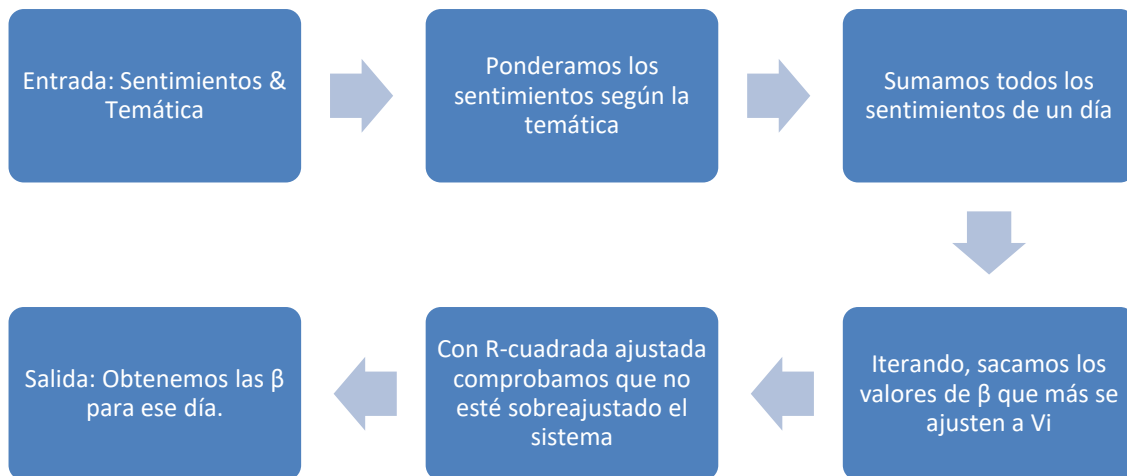 Entrada: Sentimientos &
Temática
Ponderamos los
sentimientos según la
temática
Sumamos todos los
sentimientos de un día
Iterando, sacamos los
valores de β que más se
ajusten a Vi
Con R-cuadrada ajustada
comprobamos que no
esté sobreajustado el
sistema
Salida: Obtenemos las β
para ese día.